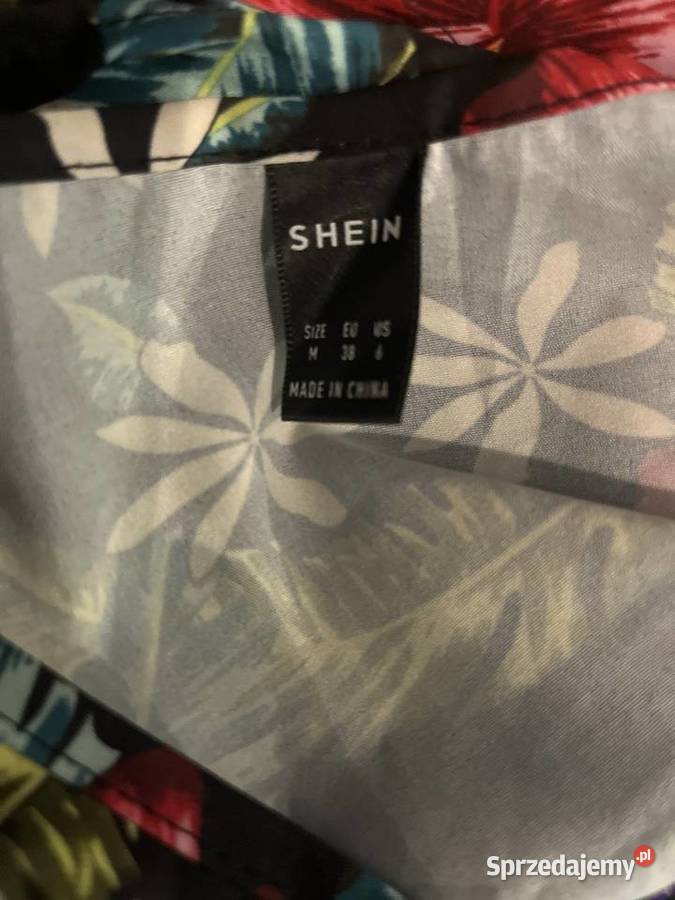 SHEIN
SIZE EU US
M 38 6
MADE IN CHINA
Sprzedajemy.pl